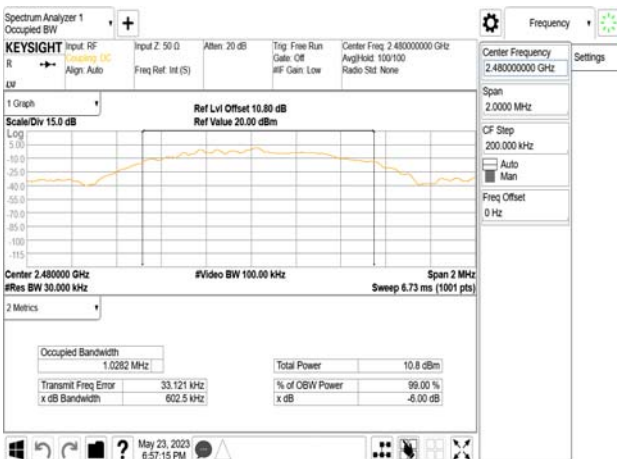 Spectrum Analyzer 1
Occupied BW
+
KEYSIGHT
R
Input: RF
Coupling: DC
Align: Auto
Input Z: 50 Ω
Freq Ref: Int (S)
Atten: 20 dB
Trig: Free Run
Gate: Off
#IF Gain: Low
Center Freq: 2.480000000 GHz
Avg|Hold: 100/100
Radio Std: None
1 Graph
Scale/Div 15.0 dB
Ref Lvl Offset 10.80 dB
Ref Value 20.00 dBm
Log
5.00
-10.0
-25.0
-40.0
-55.0
-70.0
-85.0
-100
-115
Center 2.480000 GHz
#Res BW 30.000 kHz
#Video BW 100.00 kHz
Span 2 MHz
Sweep 6.73 ms (1001 pts)
2 Metrics
Occupied Bandwidth
1.0282 MHz
Total Power 10.8 dBm
Transmit Freq Error 33.121 kHz
% of OBW Power 99.00 %
x dB Bandwidth 602.5 kHz
x dB -6.00 dB
?
May 23, 2023
6:57:15 PM
Frequency
Center Frequency
2.480000000 GHz
Settings
Span
2.0000 MHz
CF Step
200.000 kHz
Auto
Man
Freq Offset
0 Hz